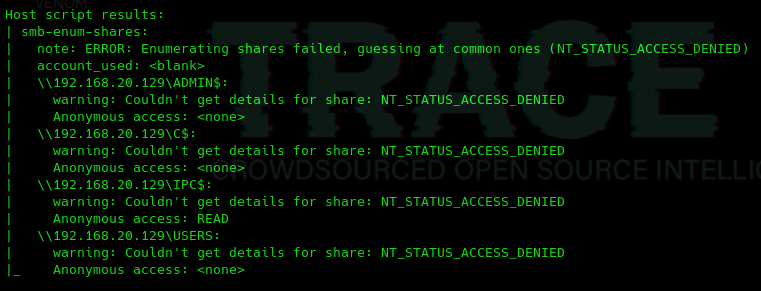 VENOM
Host script results:
| smb-enum-shares:
|   note: ERROR: Enumerating shares failed, guessing at common ones (NT_STATUS_ACCESS_DENIED)
|   account_used: <blank>
|   \\192.168.20.129\ADMIN$:
|     warning: Couldn't get details for share: NT_STATUS_ACCESS_DENIED
|     Anonymous access: <none>
|   \\192.168.20.129\C$:
|     warning: Couldn't get details for share: NT_STATUS_ACCESS_DENIED
|     Anonymous access: <none>
|   \\192.168.20.129\IPC$:
|     warning: Couldn't get details for share: NT_STATUS_ACCESS_DENIED
|     Anonymous access: READ
|   \\192.168.20.129\USERS:
|     warning: Couldn't get details for share: NT_STATUS_ACCESS_DENIED
|_    Anonymous access: <none>
TRACE
CROWDSOURCED OPEN SOURCE INTELLIG